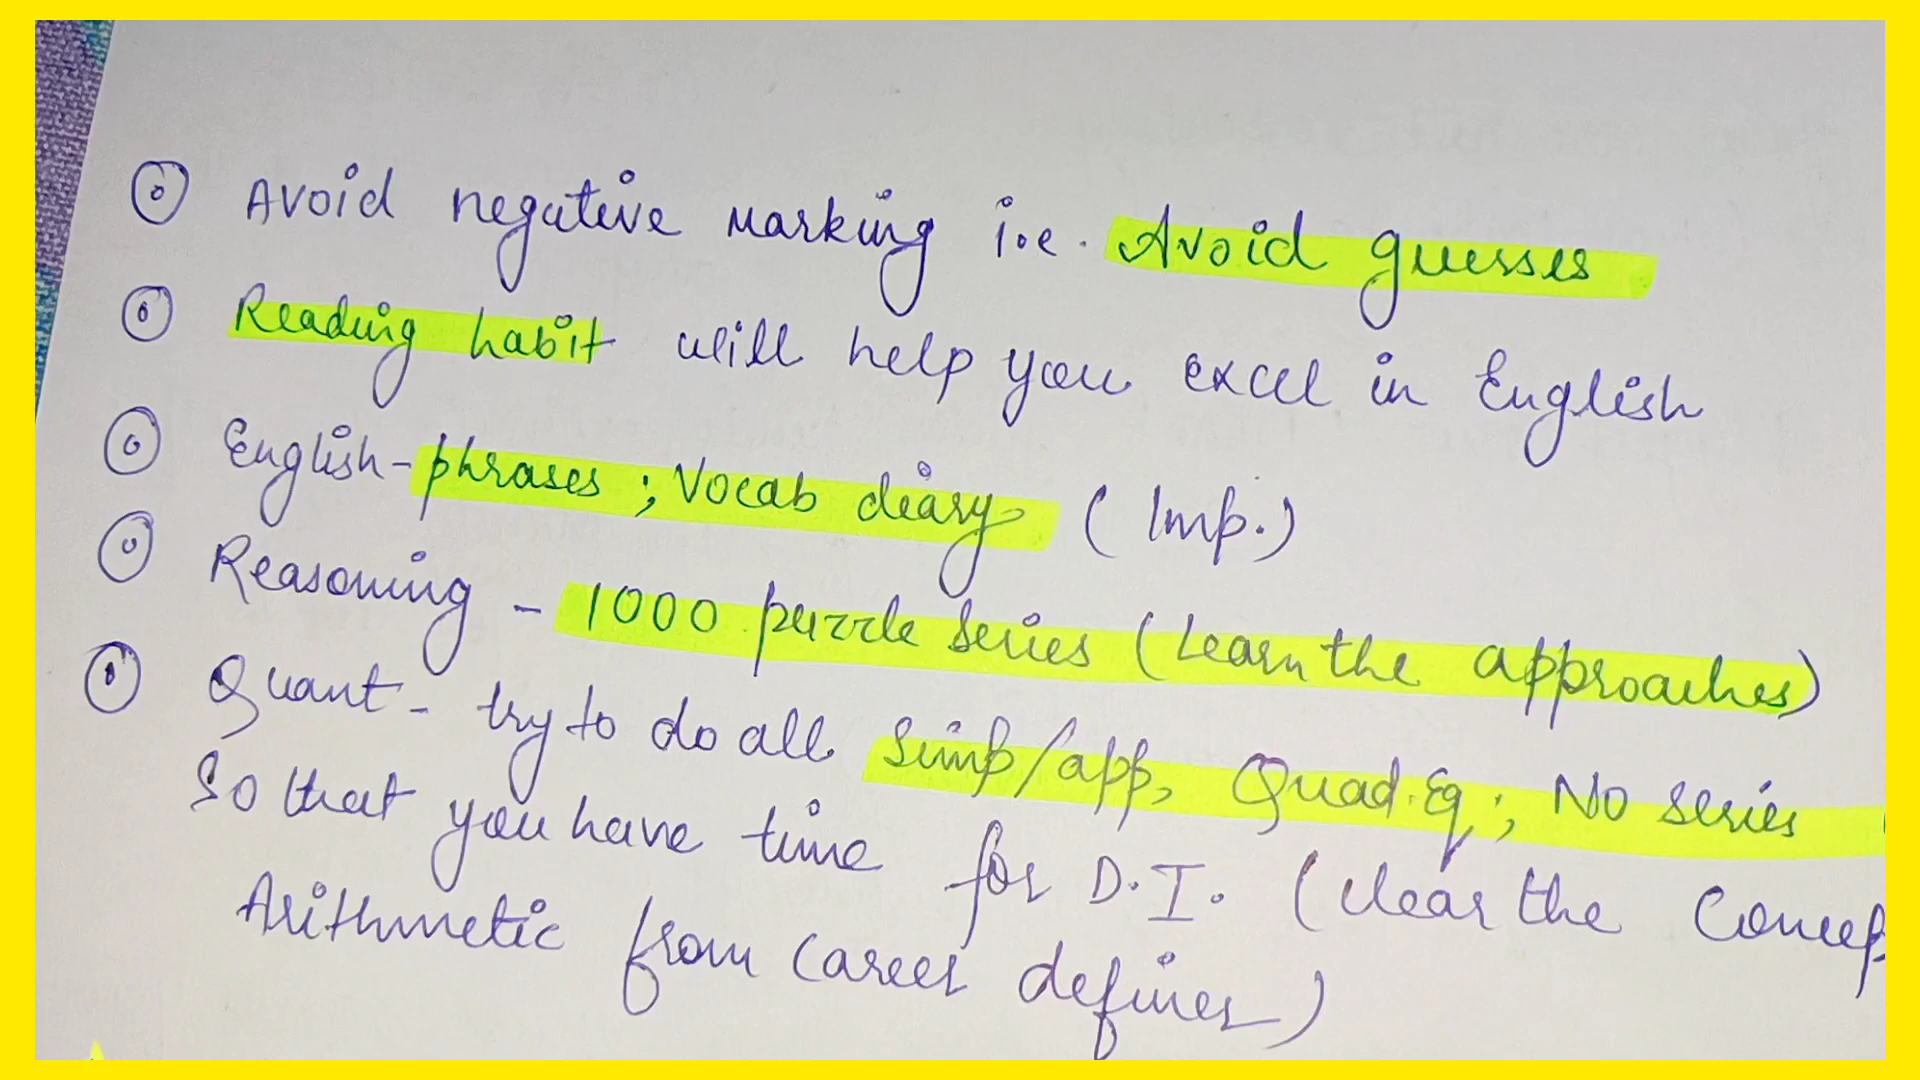 Avoid negative marking i.e. Avoid guesses
Reading habit will help you excel in English
English - phrases ; Vocab diary (Imp.)
Reasoning - 1000 puzzle series (Learn the approaches)
Quant - try to do all Simp/app, Quad. Eq ; No series
So that you have time for D.I. (clear the Concep
Arithmetic from career definer)